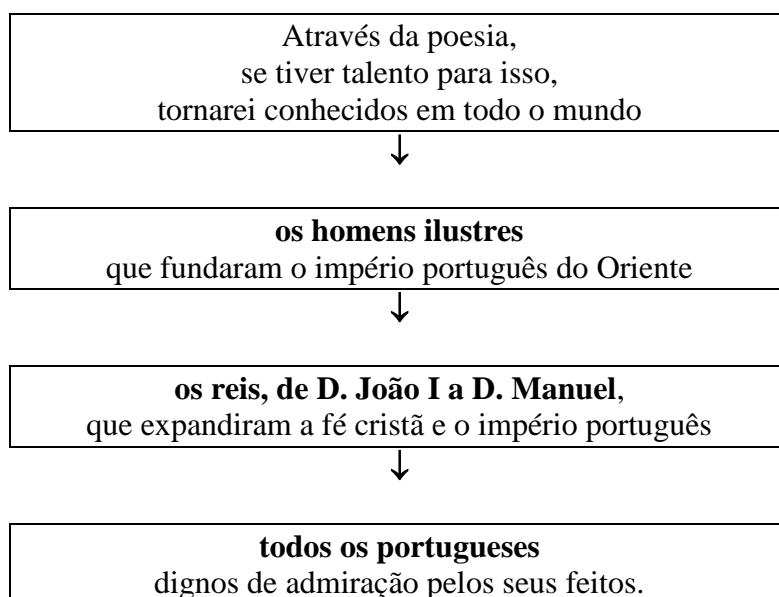 Através da poesia,
se tiver talento para isso,
tornarei conhecidos em todo o mundo
↓
os homens ilustres
que fundaram o império português do Oriente
↓
os reis, de D. João I a D. Manuel,
que expandiram a fé cristã e o império português
↓
todos os portugueses
dignos de admiração pelos seus feitos.